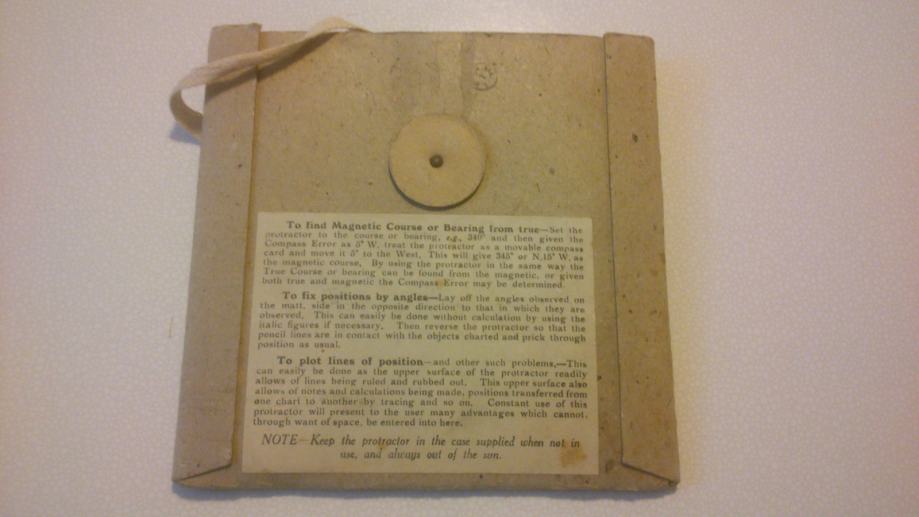 To find Magnetic Course or Bearing from true—Set the
protractor to the course or bearing, e.g., 340° and then given the
Compass Error as 5° W, treat the protractor as a movable compass
card and move it 5° to the West. This will give 345° or N.15° W. as
the magnetic course. By using the protractor in the same way the
True Course or bearing can be found from the magnetic, or given
both true and magnetic the Compass Error may be determined.
To fix positions by angles—Lay off the angles observed on
the matt. side in the opposite direction to that in which they are
observed. This can easily be done without calculation by using the
italic figures if necessary. Then reverse the protractor so that the
pencil lines are in contact with the objects charted and prick through
position as usual.
To plot lines of position—and other such problems,—This
can easily be done as the upper surface of the protractor readily
allows of lines being ruled and rubbed out. This upper surface also
allows of notes and calculations being made, positions transferred from
one chart to another by tracing and so on. Constant use of this
protractor will present to the user many advantages which cannot,
through want of space, be entered into here.
NOTE—Keep the protractor in the case supplied when not in
use, and always out of the sun.